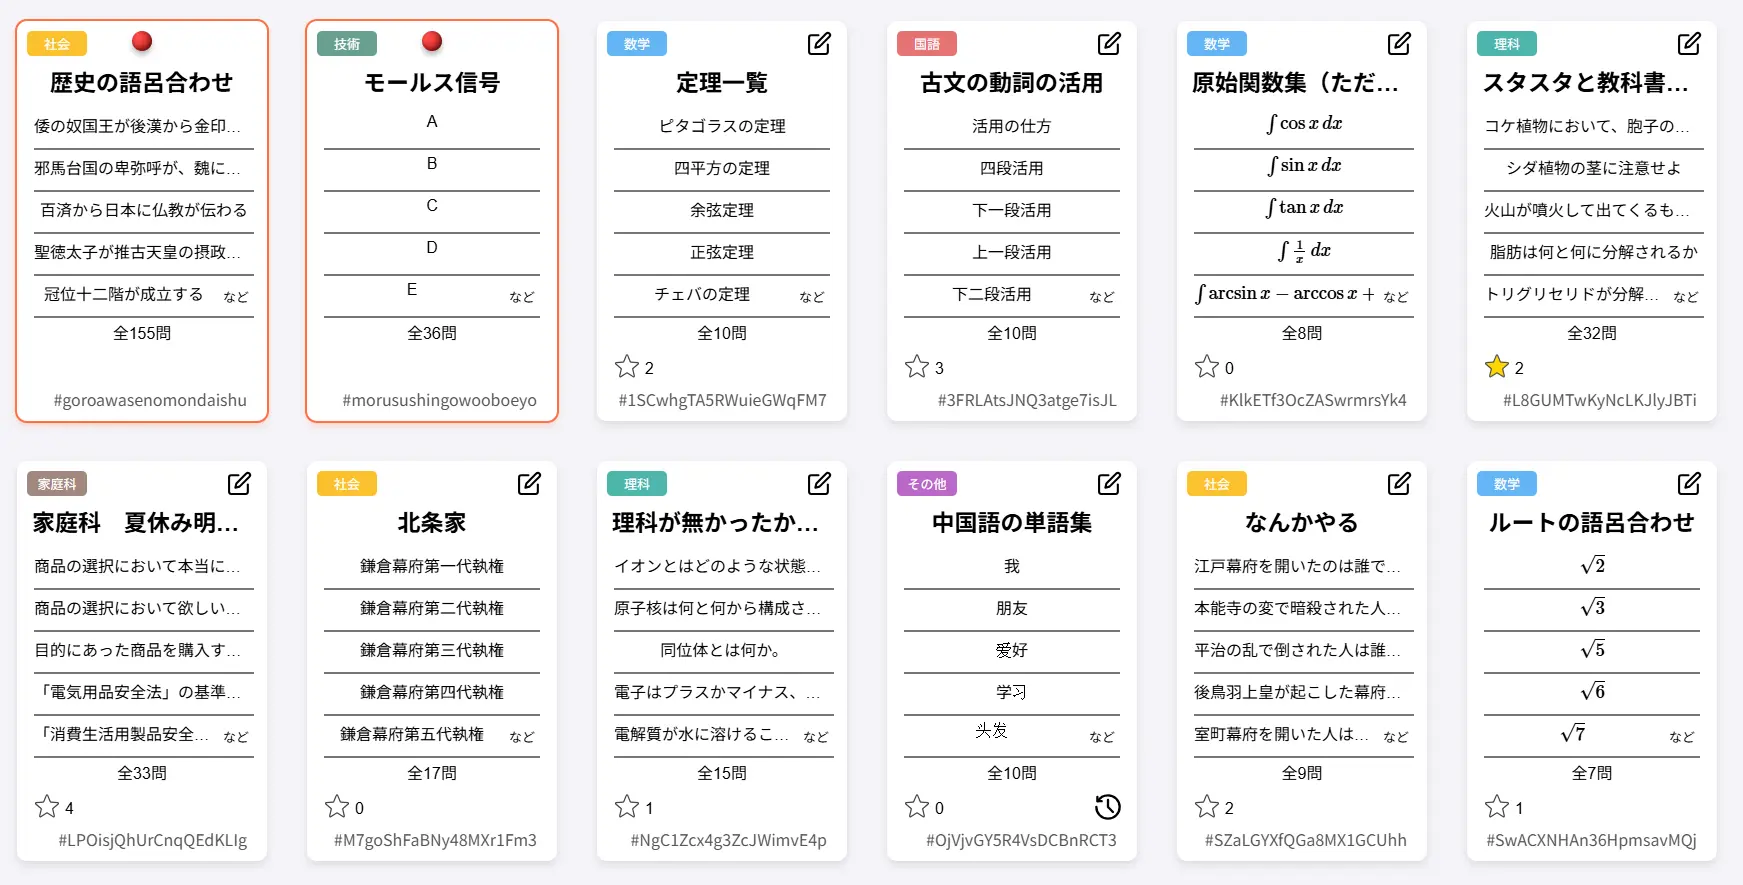 社会
歴史の語呂合わせ
倭の奴国王が後漢から金印…
邪馬台国の卑弥呼が、魏に…
百済から日本に仏教が伝わる
聖徳太子が推古天皇の摂政…
冠位十二階が成立する など
全155問
#goroawasenomondaishu
技術
モールス信号
A
B
C
D
E など
全36問
#morusushingowooboeyo
数学
定理一覧
ピタゴラスの定理
四平方の定理
余弦定理
正弦定理
チェバの定理 など
全10問
2
#1SCwhgTA5RWuieGWqFM7
国語
古文の動詞の活用
活用の仕方
四段活用
下一段活用
上一段活用
下二段活用 など
全10問
3
#3FRLAtsJNQ3atge7isJL
数学
原始関数集（ただ…
∫cos x dx
∫sin x dx
∫tan x dx
∫1/x dx
∫arcsin x − arccos x + など
全8問
0
#KlkETf3OcZASwrmrsYk4
理科
スタスタと教科書…
コケ植物において、胞子の…
シダ植物の茎に注意せよ
火山が噴火して出てくるも…
脂肪は何と何に分解されるか
トリグリセリドが分解… など
全32問
2
#L8GUMTwKyNcLKJlyJBTi
家庭科
家庭科　夏休み明…
商品の選択において本当に…
商品の選択において欲しい…
目的にあった商品を購入す…
「電気用品安全法」の基準…
「消費生活用製品安全… など
全33問
4
#LPOisjQhUrCnqQEdKLIg
社会
北条家
鎌倉幕府第一代執権
鎌倉幕府第二代執権
鎌倉幕府第三代執権
鎌倉幕府第四代執権
鎌倉幕府第五代執権 など
全17問
0
#M7goShFaBNy48MXr1Fm3
理科
理科が無かったか…
イオンとはどのような状態…
原子核は何と何から構成さ…
同位体とは何か。
電子はプラスかマイナス、…
電解質が水に溶けるこ… など
全15問
1
#NgC1Zcx4g3ZcJWimvE4p
その他
中国語の単語集
我
朋友
爱好
学习
头发 など
全10問
0
#OjVjvGY5R4VsDCBnRCT3
社会
なんかやる
江戸幕府を開いたのは誰で…
本能寺の変で暗殺された人…
平治の乱で倒された人は誰…
後鳥羽上皇が起こした幕府…
室町幕府を開いた人は… など
全9問
2
#SZaLGYXfQGa8MX1GCUhh
数学
ルートの語呂合わせ
√2
√3
√5
√6
√7 など
全7問
1
#SwACXNHAn36HpmsavMQj